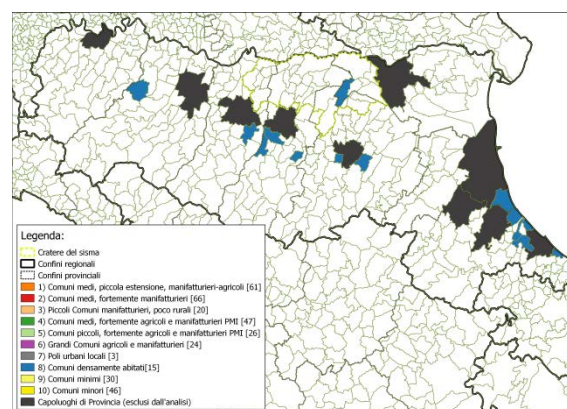 Legenda:
Cratere del sisma
Confini regionali
Confini provinciali
1) Comuni medi, piccola estensione, manifatturieri-agricoli [61]
2) Comuni medi, fortemente manifatturieri [66]
3) Piccoli Comuni manifatturieri, poco rurali [20]
4) Comuni medi, fortemente agricoli e manifatturieri PMI [47]
5) Comuni piccoli, fortemente agricoli e manifatturieri PMI [26]
6) Grandi Comuni agricoli e manifatturieri [24]
7) Poli urbani locali [3]
8) Comuni densamente abitati[15]
9) Comuni minimi [30]
10) Comuni minori [46]
Capoluoghi di Provincia (esclusi dall'analisi)